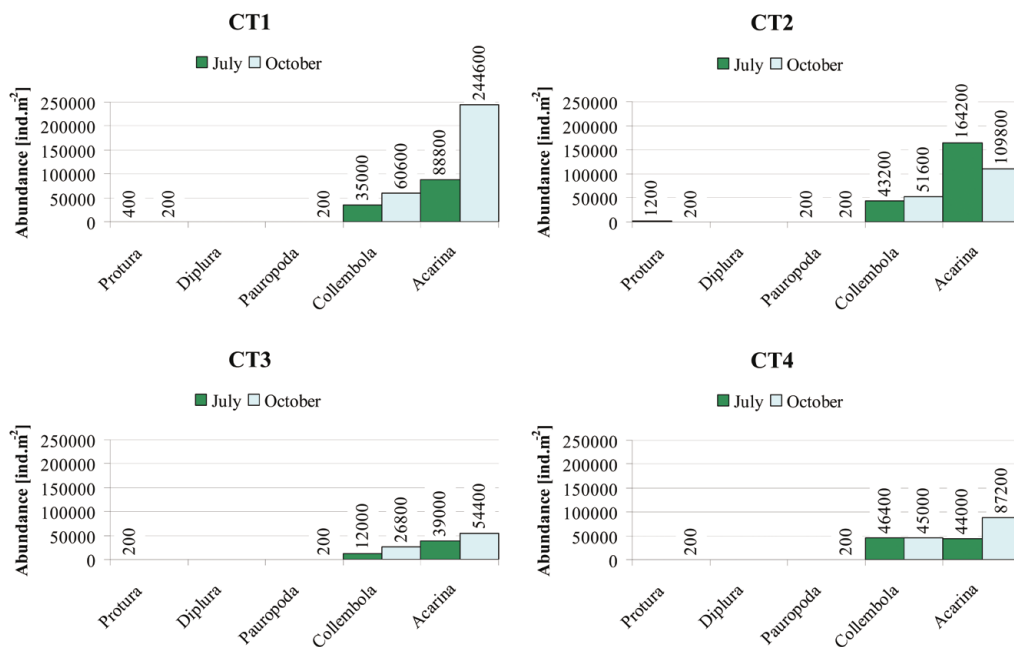 CT1
July October
Abundance [ind.m-2]
250000
200000
150000
100000
50000
0
400
200
200
35000
60600
88800
244600
Protura
Diplura
Pauropoda
Collembola
Acarina
CT2
July October
Abundance [ind.m-2]
250000
200000
150000
100000
50000
0
1200
200
200
200
43200
51600
164200
109800
Protura
Diplura
Pauropoda
Collembola
Acarina
CT3
July October
Abundance [ind.m-2]
250000
200000
150000
100000
50000
0
200
200
12000
26800
39000
54400
Protura
Diplura
Pauropoda
Collembola
Acarina
CT4
July October
Abundance [ind.m-2]
250000
200000
150000
100000
50000
0
200
200
46400
45000
44000
87200
Protura
Diplura
Pauropoda
Collembola
Acarina